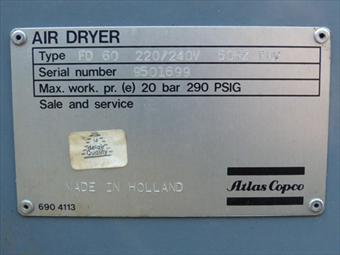 AIR DRYER
Type FD 60 220/240V 50HZ
Serial number 9501699
Max. work. pr. (e) 20 bar 290 PSIG
Sale and service
Quality
MADE IN HOLLAND
Atlas Copco
690 4113